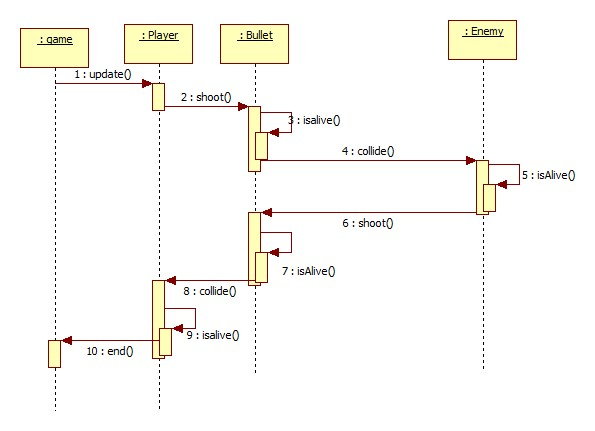 : game
: Player
: Bullet
: Enemy
1 : update()
2 : shoot()
3 : isalive()
4 : collide()
5 : isAlive()
6 : shoot()
7 : isAlive()
8 : collide()
9 : isalive()
10 : end()